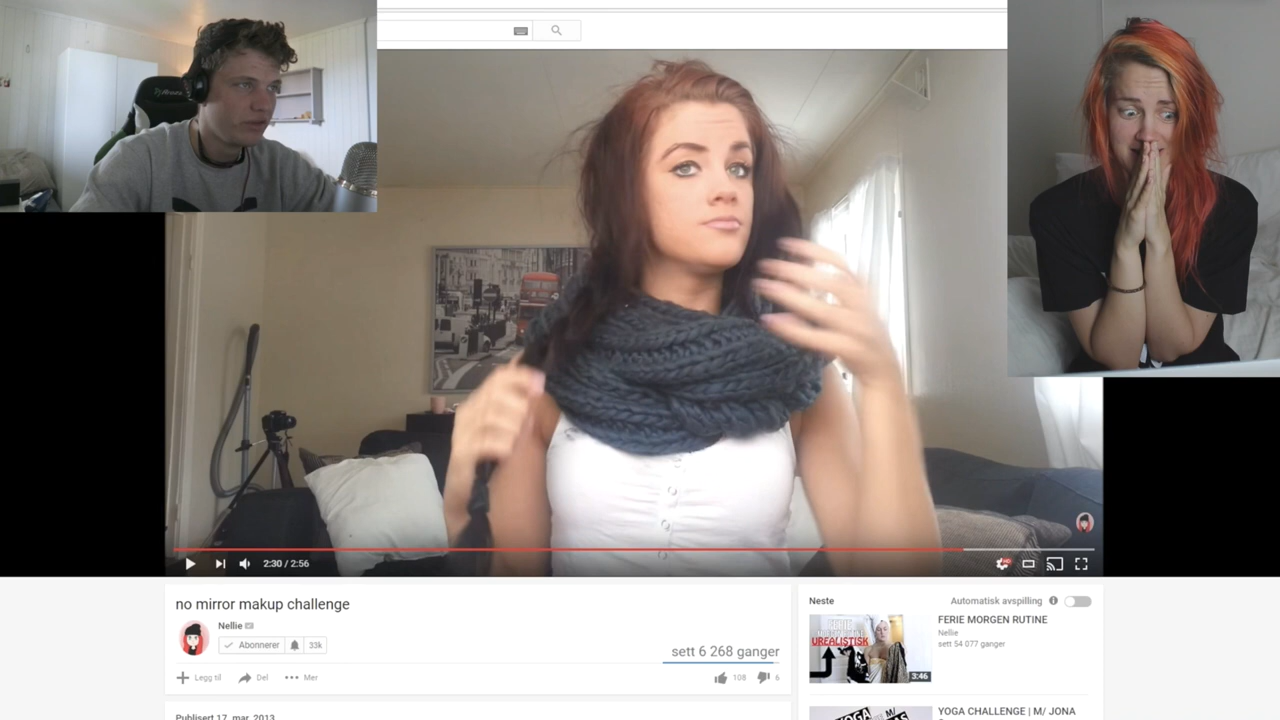 2:30 / 2:56
no mirror makup challenge
Nellie
Abonnerer
33k
sett 6 268 ganger
Legg til
Del
Mer
108
6
Publisert 17. mar. 2013
Neste
Automatisk avspilling
UREALISTISK
3:46
FERIE MORGEN RUTINE
Nellie
sett 54 077 ganger
YOGA
M/
YOGA CHALLENGE | M/ JONA